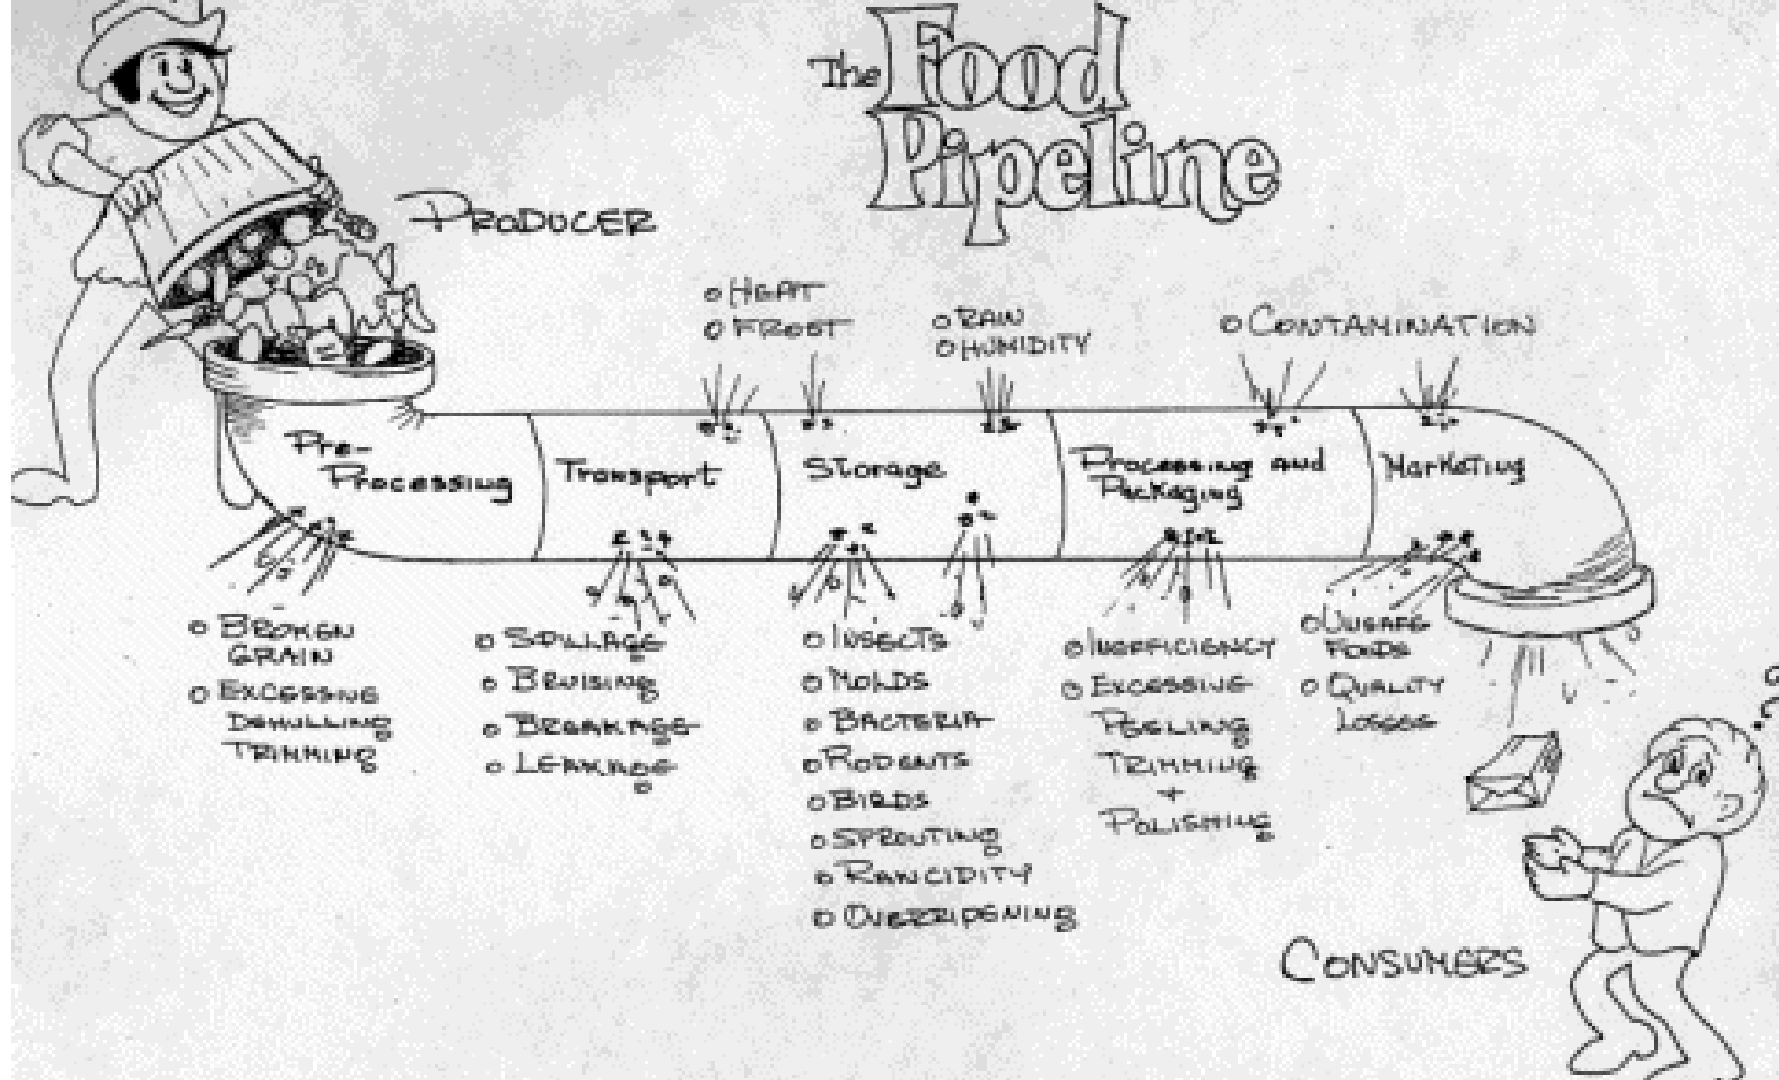 The Food
Pipeline
PRODUCER
o HEAT
o FROST
o RAIN
o HUMIDITY
o CONTAMINATION
Pre-
Processing
Transport
Storage
Processing and
Packaging
Marketing
o BROKEN
GRAIN
o EXCESSIVE
DEHULLING
TRIMMING
o SPILLAGE
o BRUISING
o BREAKAGE
o LEAKAGE
o INSECTS
o MOLDS
o BACTERIA
o RODENTS
o BIRDS
o SPROUTING
o RANCIDITY
o OVERRIPENING
o INEFFICIENCY
o EXCESSIVE
PEELING
TRIMMING
+
POLISHING
o UNSAFE
FOODS
o QUALITY
LOSSES
CONSUMERS